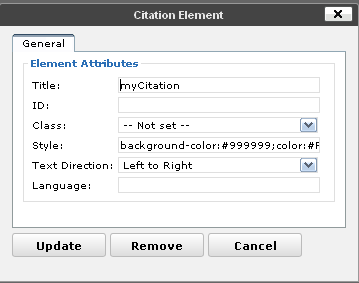 Citation Element
General
Element Attributes
Title: myCitation
ID:
Class: -- Not set --
Style: background-color:#999999;color:#F
Text Direction: Left to Right
Language:
Update Remove Cancel